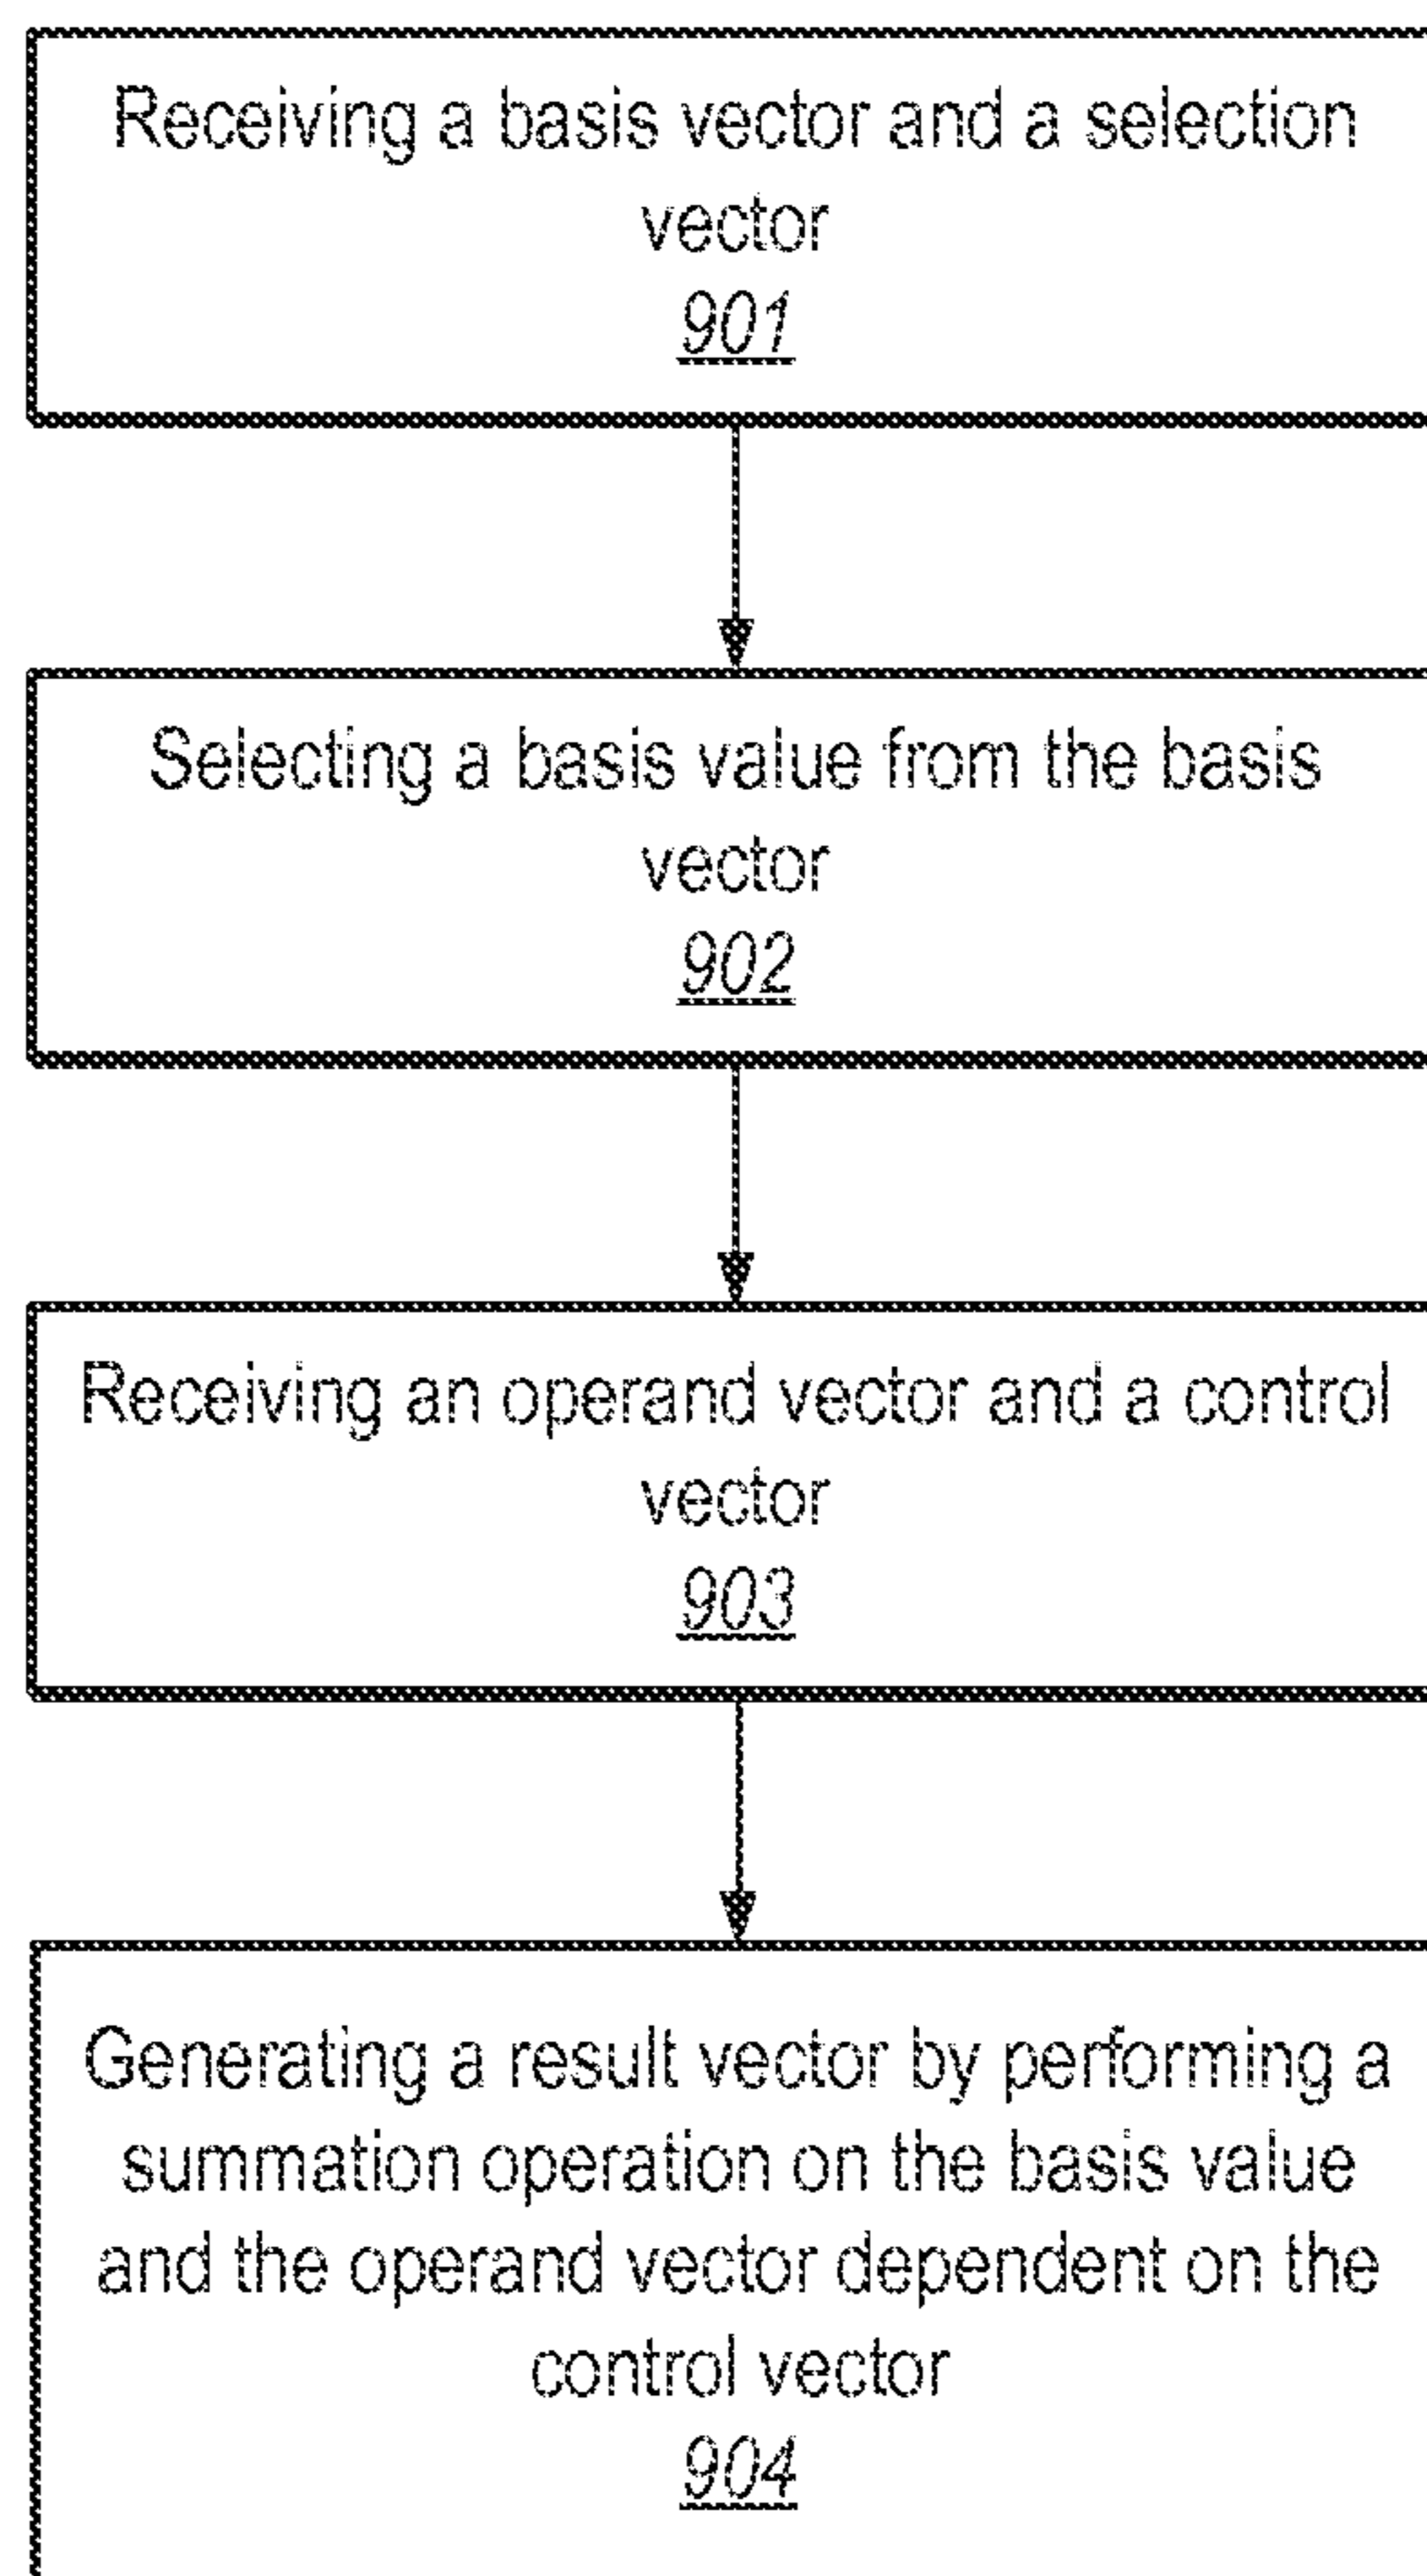 Receiving a basis vector and a selection
vector
901
Selecting a basis value from the basis
vector
902
Receiving an operand vector and a control
vector
903
Generating a result vector by performing a
summation operation on the basis value
and the operand vector dependent on the
control vector
904